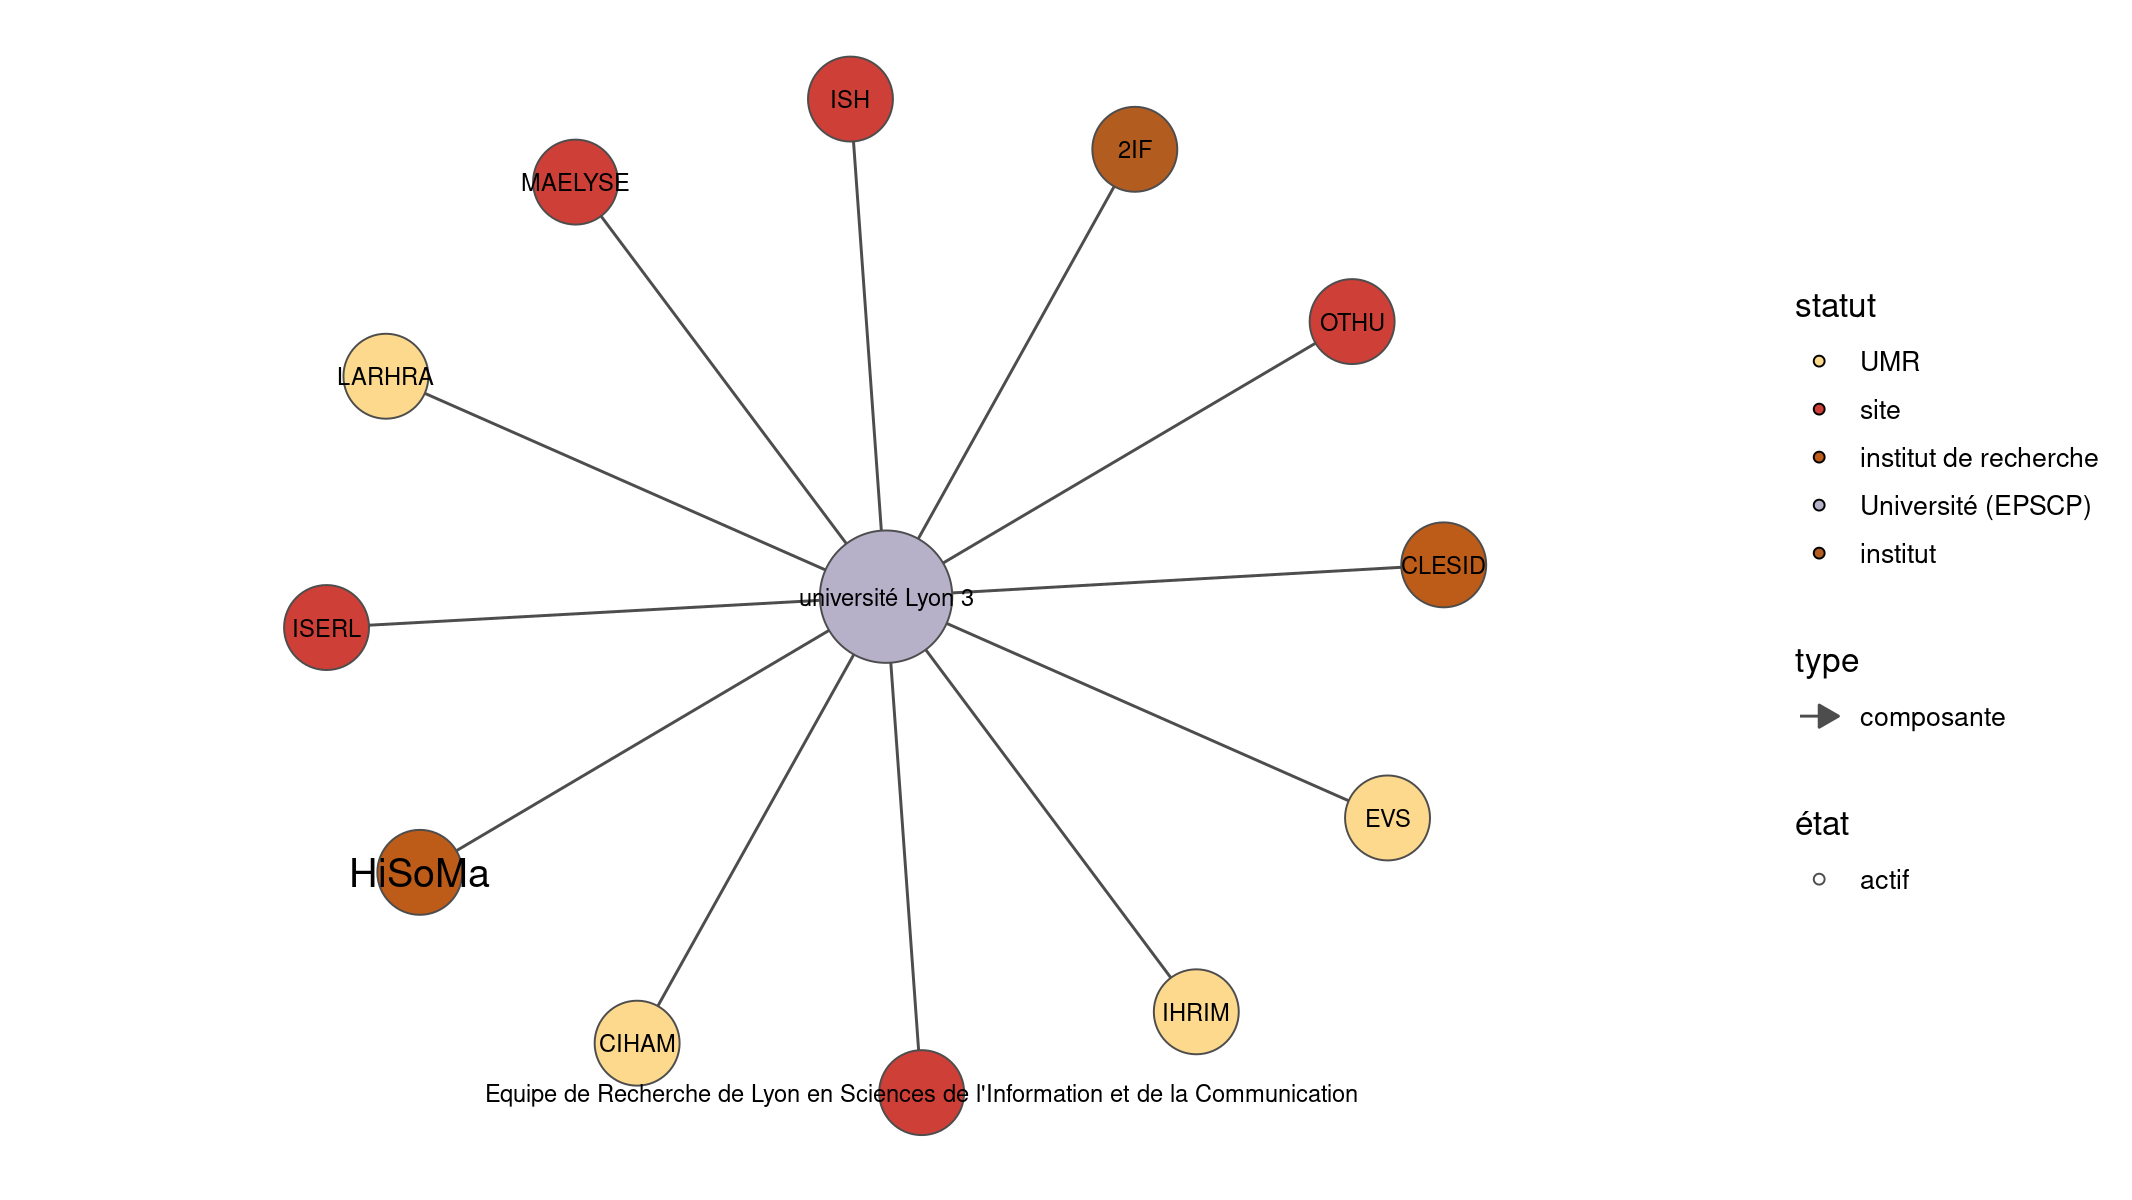 ISH
2IF
MAELYSE
OTHU
LARHRA
CLESID
université Lyon 3
ISERL
EVS
HiSoMa
IHRIM
CIHAM
Equipe de Recherche de Lyon en Sciences de l'Information et de la Communication
statut
UMR
site
institut de recherche
Université (EPSCP)
institut
type
composante
état
actif